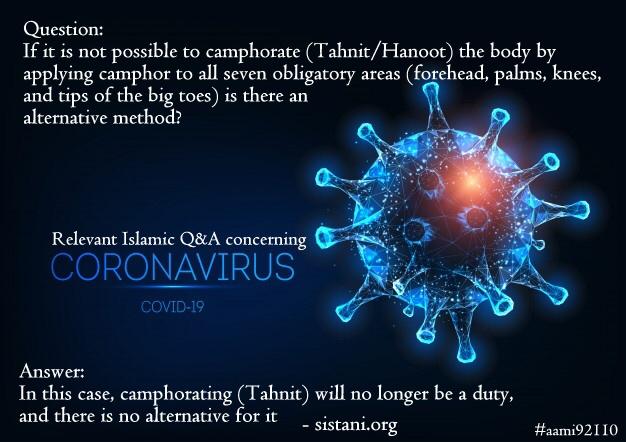 Question:
If it is not possible to camphorate (Tahnit/Hanoot) the body by
applying camphor to all seven obligatory areas (forehead, palms, knees,
and tips of the big toes) is there an
alternative method?
Relevant Islamic Q&A concerning
CORONAVIRUS
COVID-19
Answer:
In this case, camphorating (Tahnit) will no longer be a duty,
and there is no alternative for it
- sistani.org
#aami92110